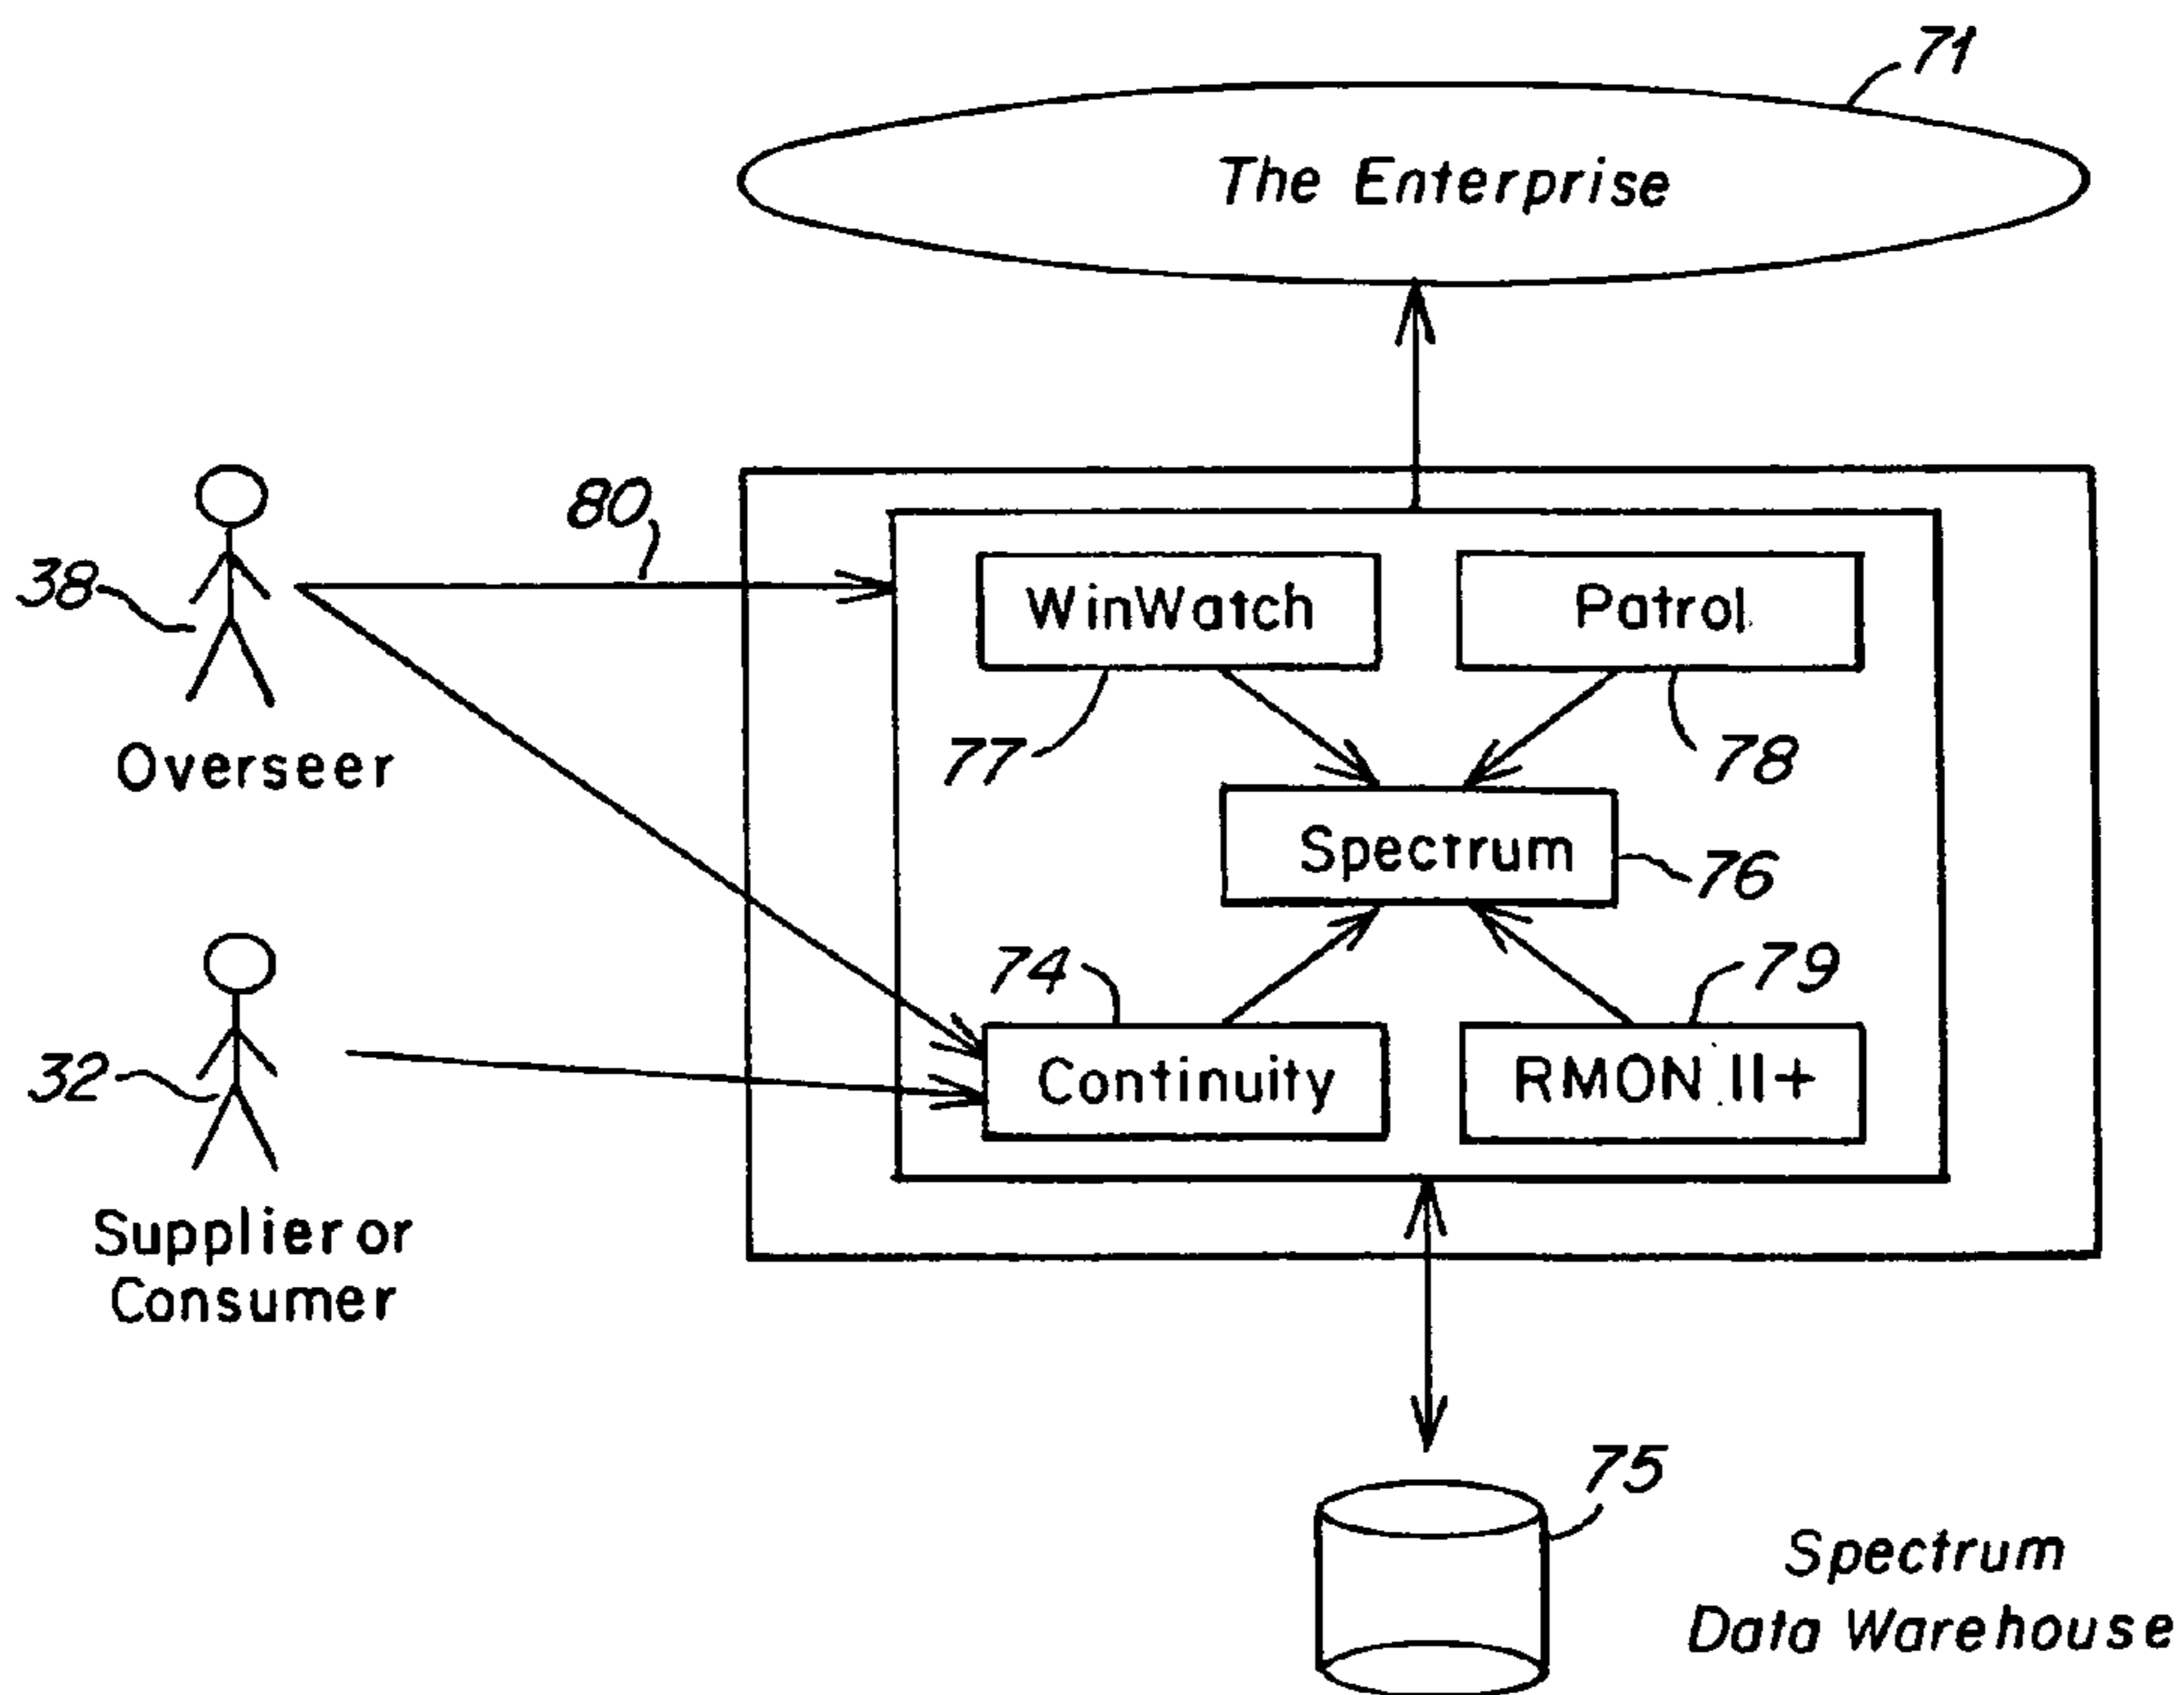 71
The Enterprise
80
38
WinWatch
Patrol
77
78
Overseer
Spectrum
76
74
79
32
Continuity
RMON II+
Supplier or
Consumer
75
Spectrum
Data Warehouse